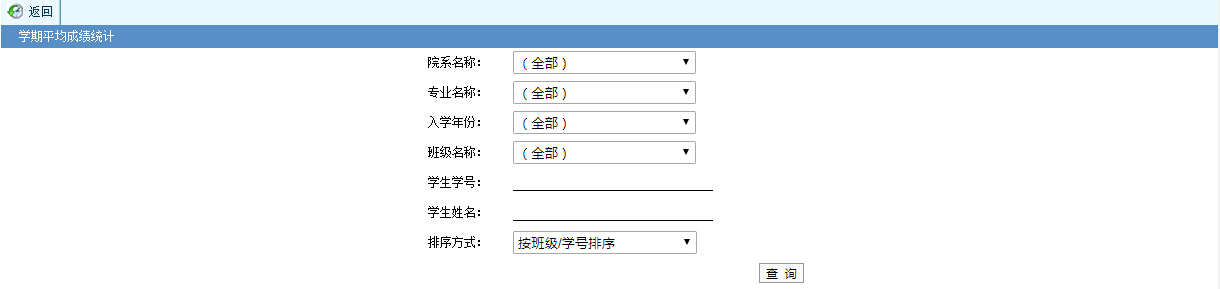 返回
学期平均成绩统计
院系名称： （全部）
专业名称： （全部）
入学年份： （全部）
班级名称： （全部）
学生学号：
学生姓名：
排序方式： 按班级/学号排序
查 询